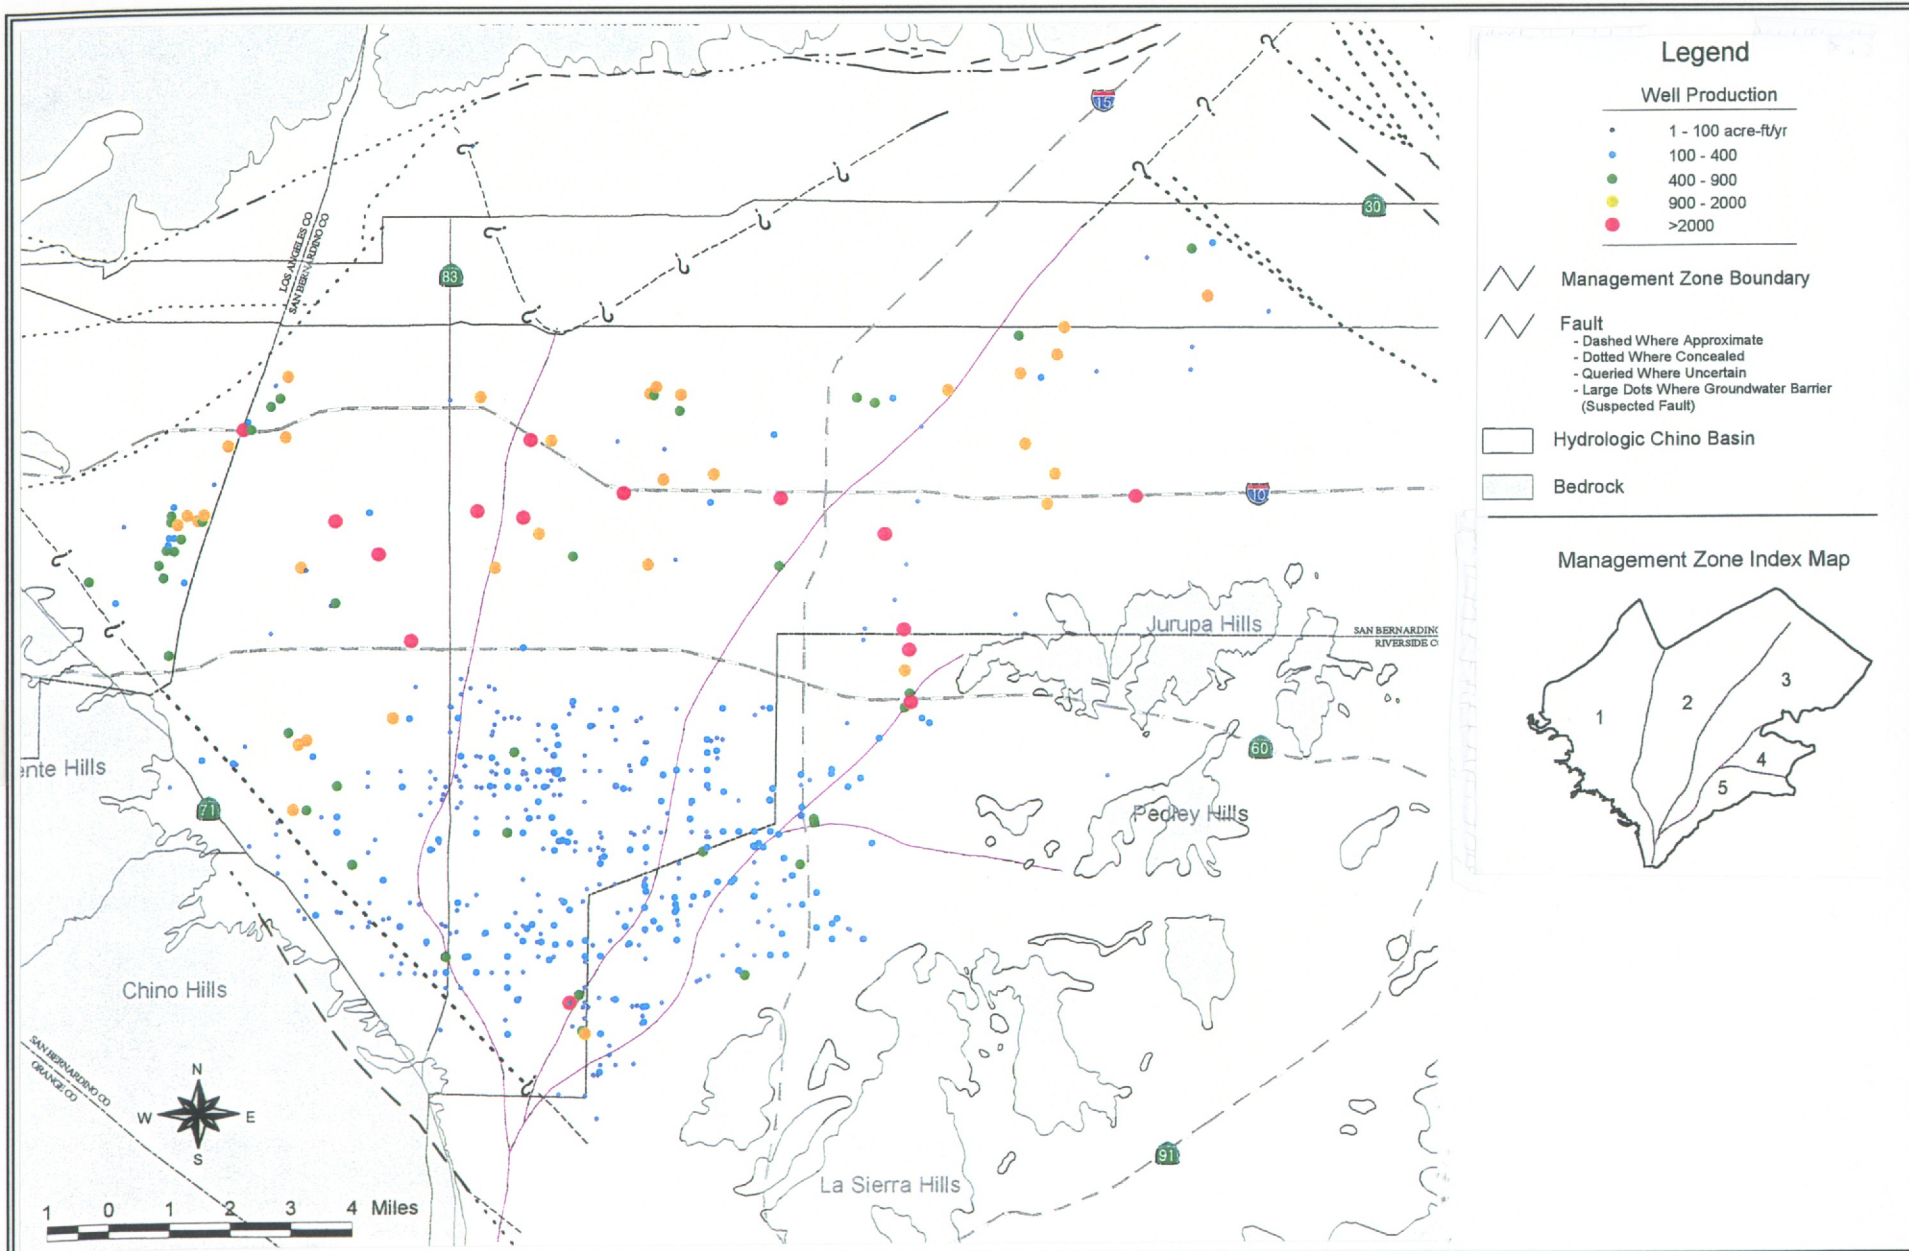 Legend
Well Production
1 - 100 acre-ft/yr
100 - 400
400 - 900
900 - 2000
>2000
Management Zone Boundary
Fault
- Dashed Where Approximate
- Dotted Where Concealed
- Queried Where Uncertain
- Large Dots Where Groundwater Barrier
(Suspected Fault)
Hydrologic Chino Basin
Bedrock
Management Zone Index Map
1
2
3
4
5
15
30
LOS ANGELES CO
SAN BERNARDINO CO
83
10
?
?
?
?
?
?
?
?
?
?
?
?
?
Jurupa Hills
SAN BERNARDINO
RIVERSIDE C
60
ente Hills
71
Pedley Hills
Chino Hills
SAN BERNARDINO CO
ORANGE CO
N
W
E
S
91
La Sierra Hills
1 0 1 2 3 4 Miles